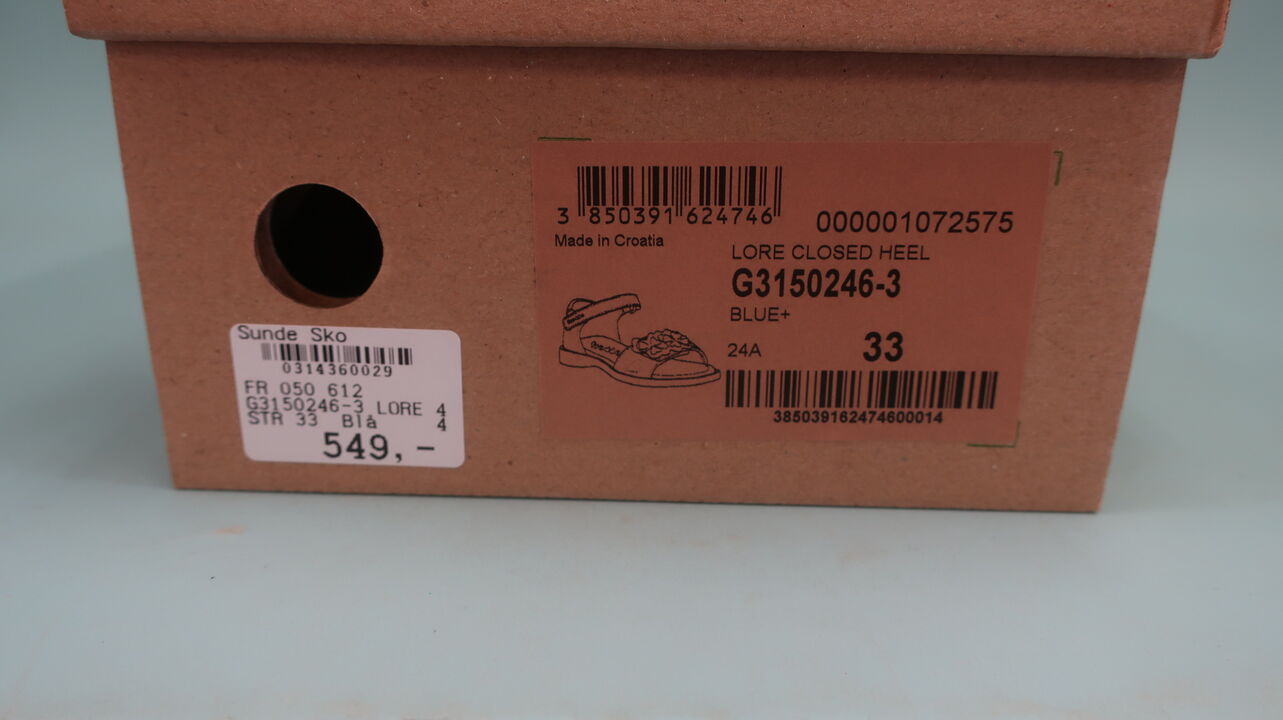 3 850391 624746
000001072575
Made in Croatia
LORE CLOSED HEEL
G3150246-3
BLUE+
24A
33
385039162474600014
Sunde Sko
0314360029
FR 050 612
G3150246-3 LORE 4
STR 33 Blå 4
549,-